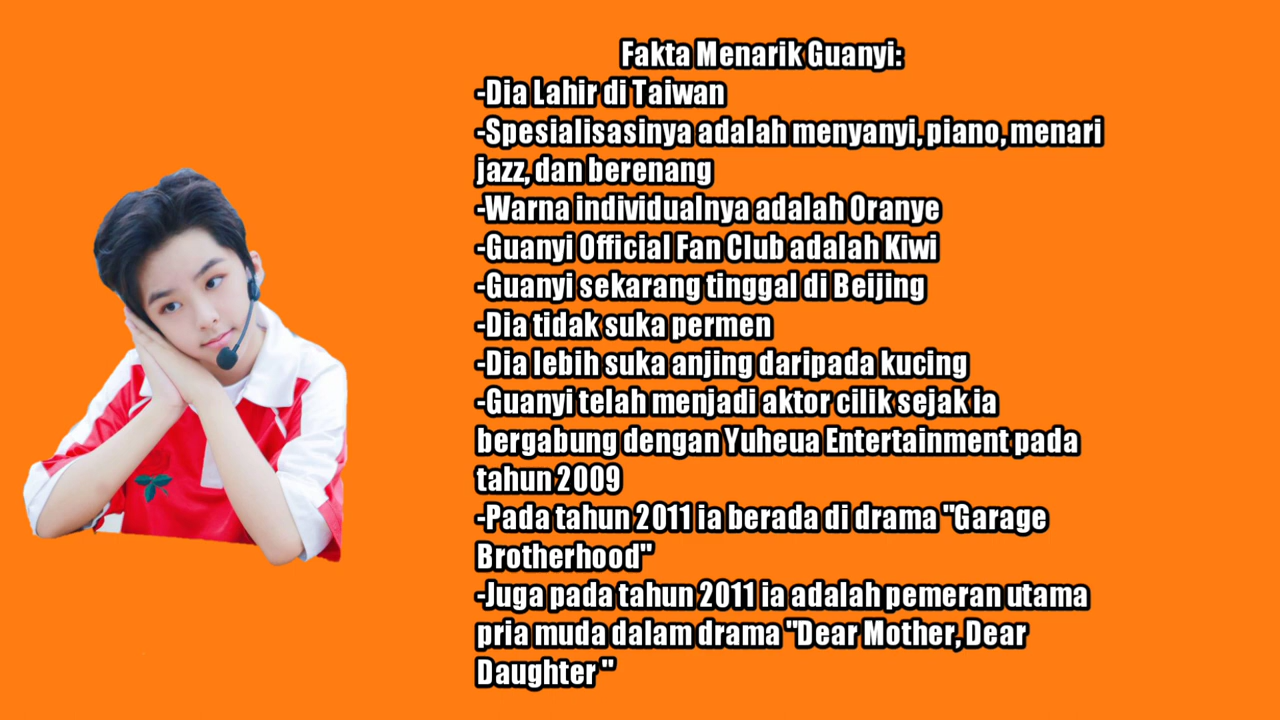 Fakta Menarik Guanyi:
-Dia Lahir di Taiwan
-Spesialisasinya adalah menyanyi, piano, menari
jazz, dan berenang
-Warna individualnya adalah Oranye
-Guanyi Official Fan Club adalah Kiwi
-Guanyi sekarang tinggal di Beijing
-Dia tidak suka permen
-Dia lebih suka anjing daripada kucing
-Guanyi telah menjadi aktor cilik sejak ia
bergabung dengan Yuheua Entertainment pada
tahun 2009
-Pada tahun 2011 ia berada di drama "Garage
Brotherhood"
-Juga pada tahun 2011 ia adalah pemeran utama
pria muda dalam drama "Dear Mother, Dear
Daughter "